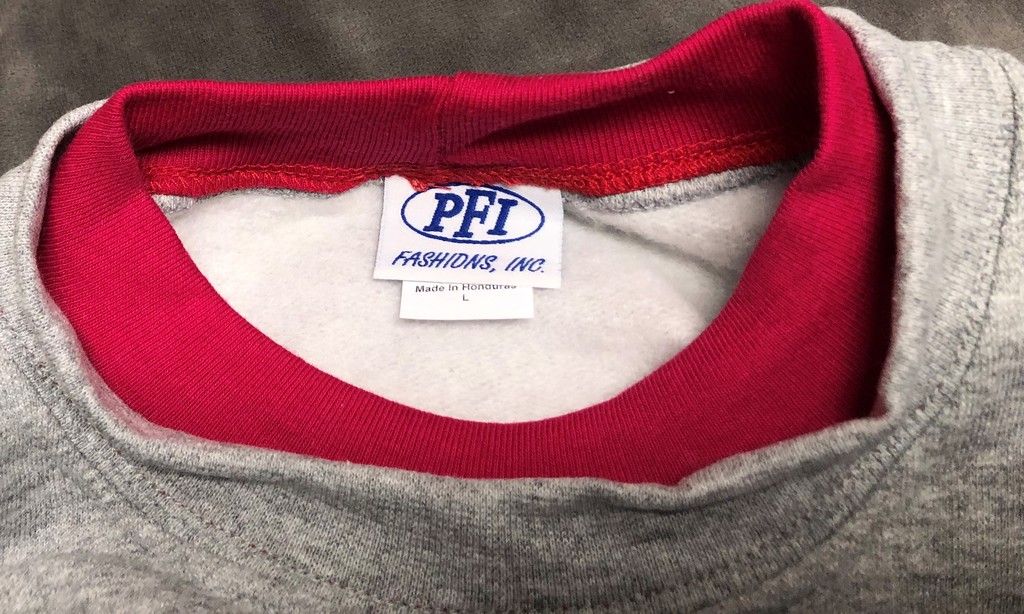 PFI
FASHIONS, INC.
Made in Honduras
L